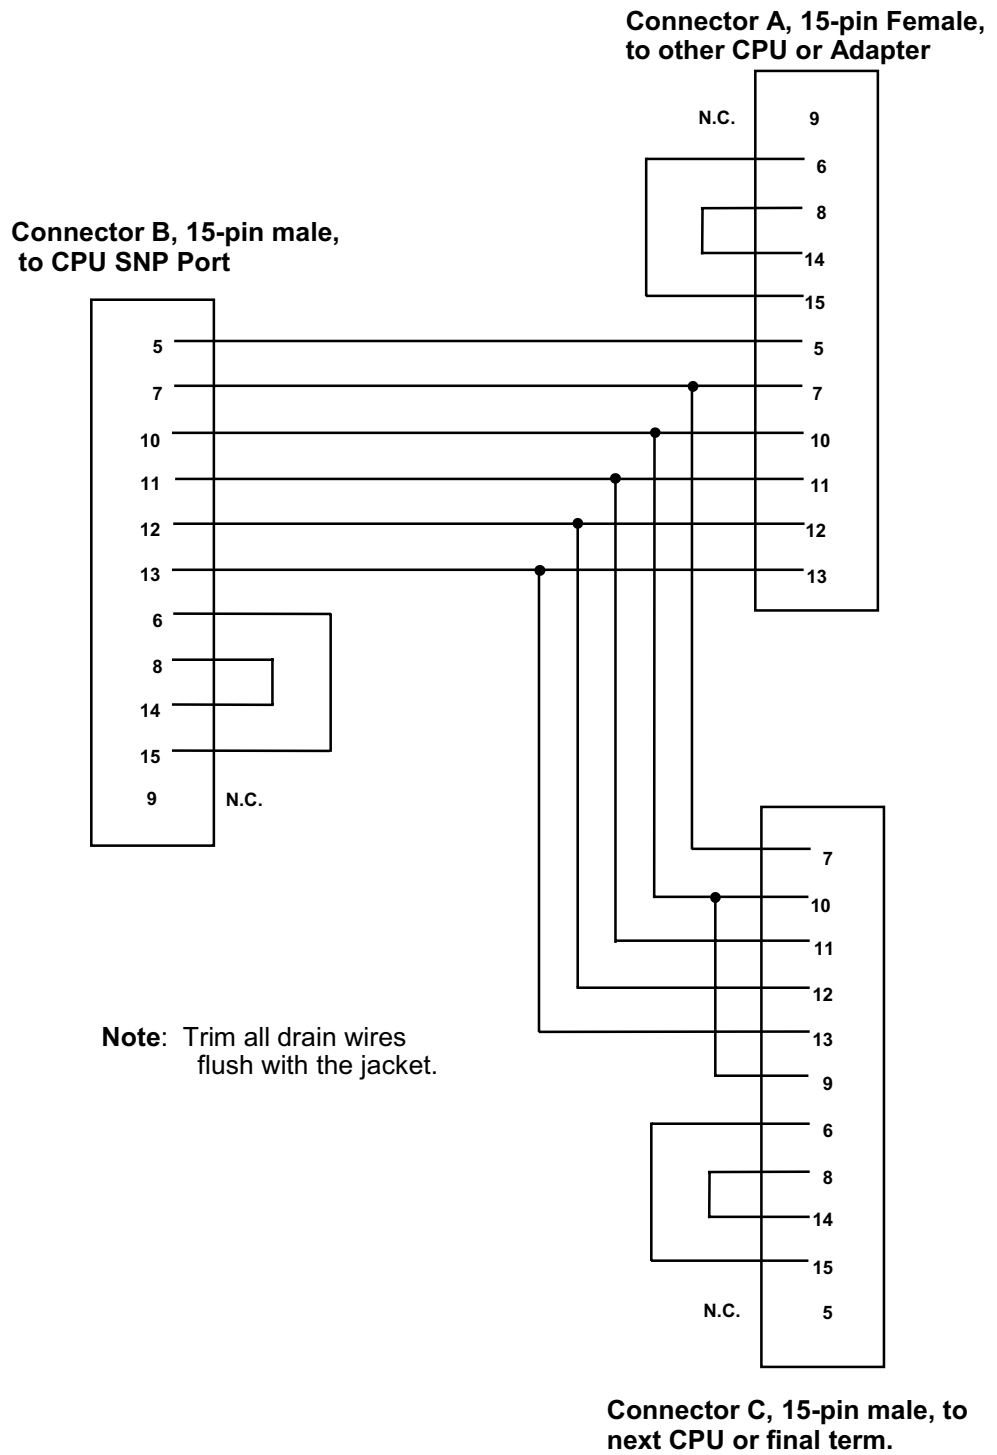 Connector A, 15-pin Female,
to other CPU or Adapter
N.C. 9
6
8
14
15
5
7
10
11
12
13
Connector B, 15-pin male,
to CPU SNP Port
5
7
10
11
12
13
6
8
14
15
9 N.C.
7
10
11
12
13
9
6
8
14
15
N.C. 5
Note: Trim all drain wires
flush with the jacket.
Connector C, 15-pin male, to
next CPU or final term.